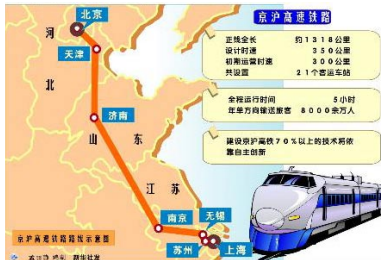 京沪高速铁路
正线全长 约1318公里
设计时速 350公里
初期运营时速 300公里
共设置 21个客运车站
全程运行时间 5小时
年单方向输送旅客 8000余万人
建设京沪高铁70%以上的技术将依
靠自主创新
北京
河
北
天津
济南
山 东
江 苏
南京
无锡
苏州
上海
京沪高速铁路路线示意图
新华社发